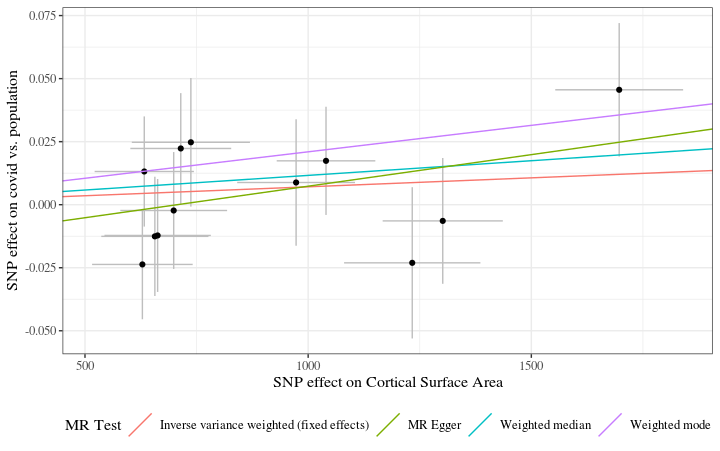 0.075
0.050
0.025
0.000
-0.025
-0.050
SNP effect on covid vs. population
500 1000 1500
SNP effect on Cortical Surface Area
MR Test Inverse variance weighted (fixed effects) MR Egger Weighted median Weighted mode